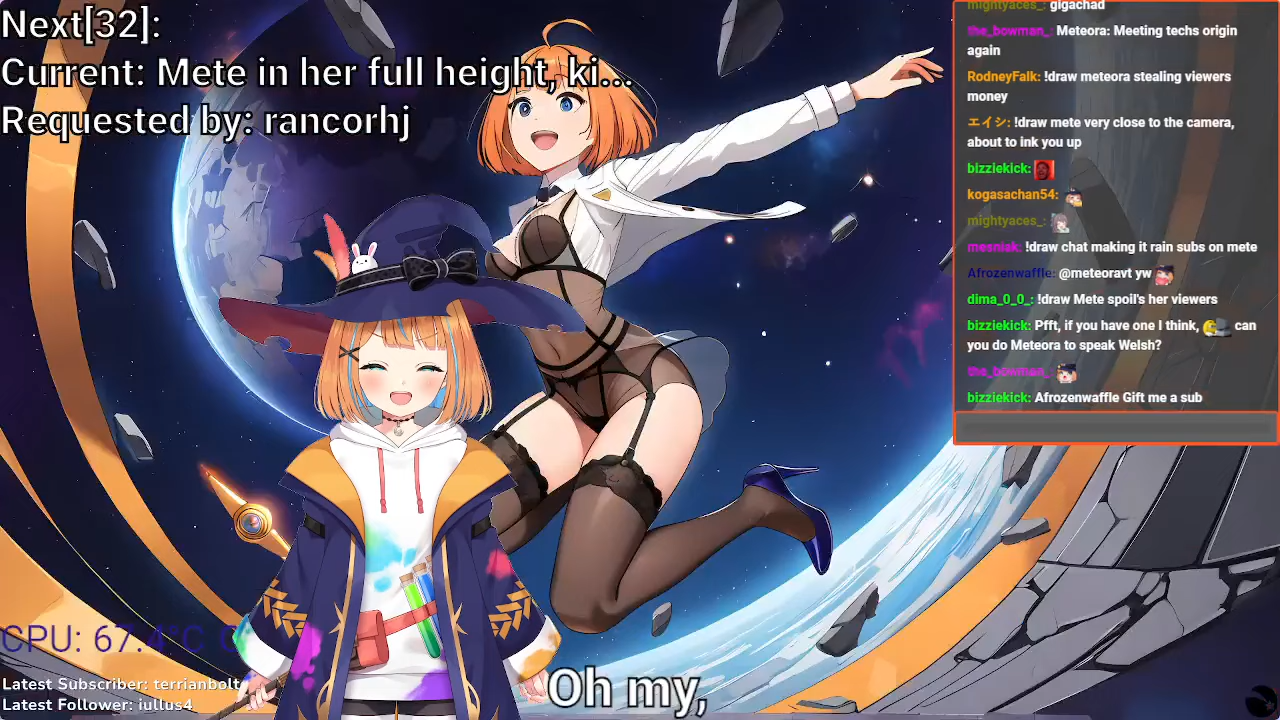 Next[32]:
Current: Mete in her full height, ki...
Requested by: rancorhj
mightyaces_: gigachad
the_bowman_: Meteora: Meeting techs origin
again
RodneyFalk: !draw meteora stealing viewers
money
エイシ: !draw mete very close to the camera,
about to ink you up
bizziekick:
kogasachan54:
mightyaces_:
mesnisk: !draw chat making it rain subs on mete
Afrozenwaffle: @meteoravt yw
dima_0_0_: !draw Mete spoil's her viewers
bizziekick: Pfft, if you have one I think, can
you do Meteora to speak Welsh?
the_bowman_:
bizziekick: Afrozenwaffle Gift me a sub
CPU: 67.4°C
Latest Subscriber: terrianbolt
Latest Follower: iullus4
Oh my,